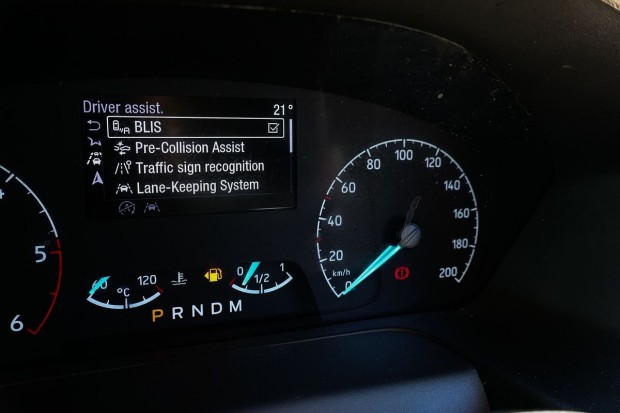 Driver assist. 21°
BLIS
Pre-Collision Assist
Traffic sign recognition
Lane-Keeping System
4
5
6
60 120
°C
0 1/2 1
P R N D M
0 20 40 60 80 100 120 140 160 180 200
km/h